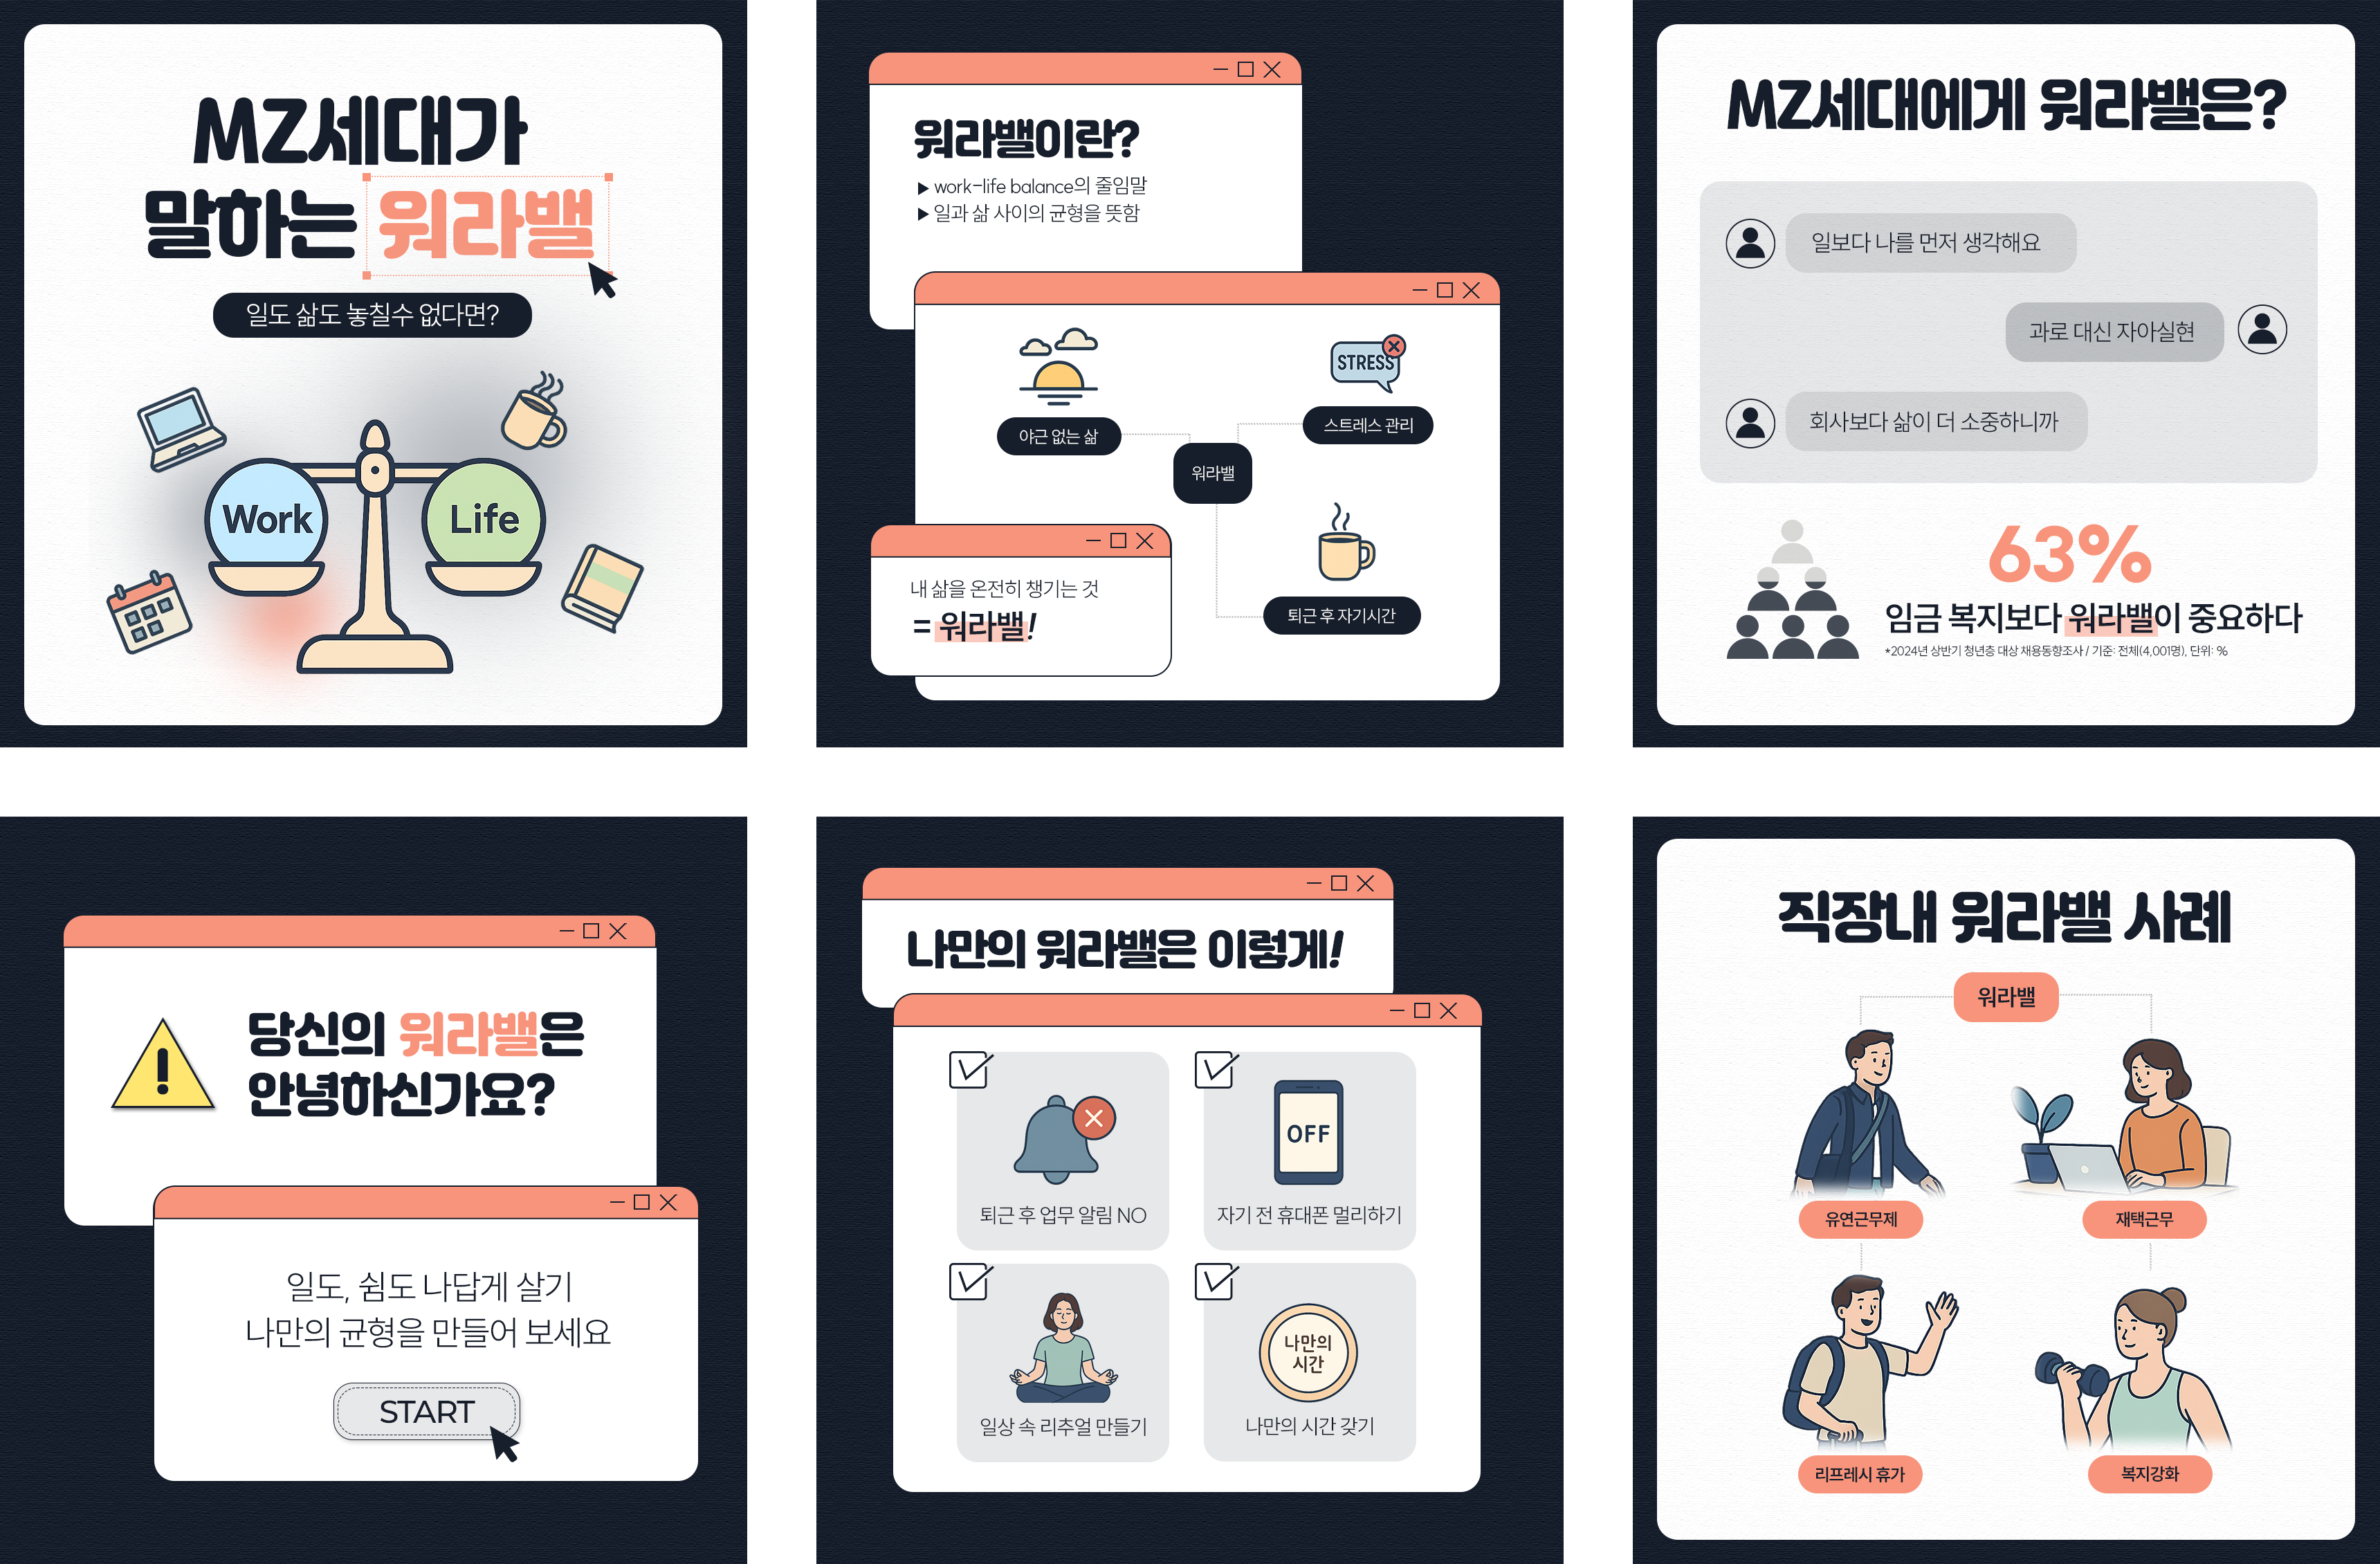 MZ세대가
말하는 워라밸
일도 삶도 놓칠수 없다면?
Work
Life
워라밸이란?
▶ work-life balance의 줄임말
▶ 일과 삶 사이의 균형을 뜻함
STRESS
야근 없는 삶
스트레스 관리
워라밸
퇴근 후 자기시간
내 삶을 온전히 챙기는 것
= 워라밸!
MZ세대에게 워라밸은?
일보다 나를 먼저 생각해요
과로 대신 자아실현
회사보다 삶이 더 소중하니까
63%
임금 복지보다 워라밸이 중요하다
*2024년 상반기 청년층 대상 채용동향조사 / 기준: 전체(4,001명), 단위: %
당신의 워라밸은
안녕하신가요?
일도, 쉼도 나답게 살기
나만의 균형을 만들어 보세요
START
나만의 워라밸은 이렇게!
퇴근 후 업무 알림 NO
OFF
자기 전 휴대폰 멀리하기
일상 속 리추얼 만들기
나만의
시간
나만의 시간 갖기
직장내 워라밸 사례
워라밸
유연근무제
재택근무
리프레시 휴가
복지강화